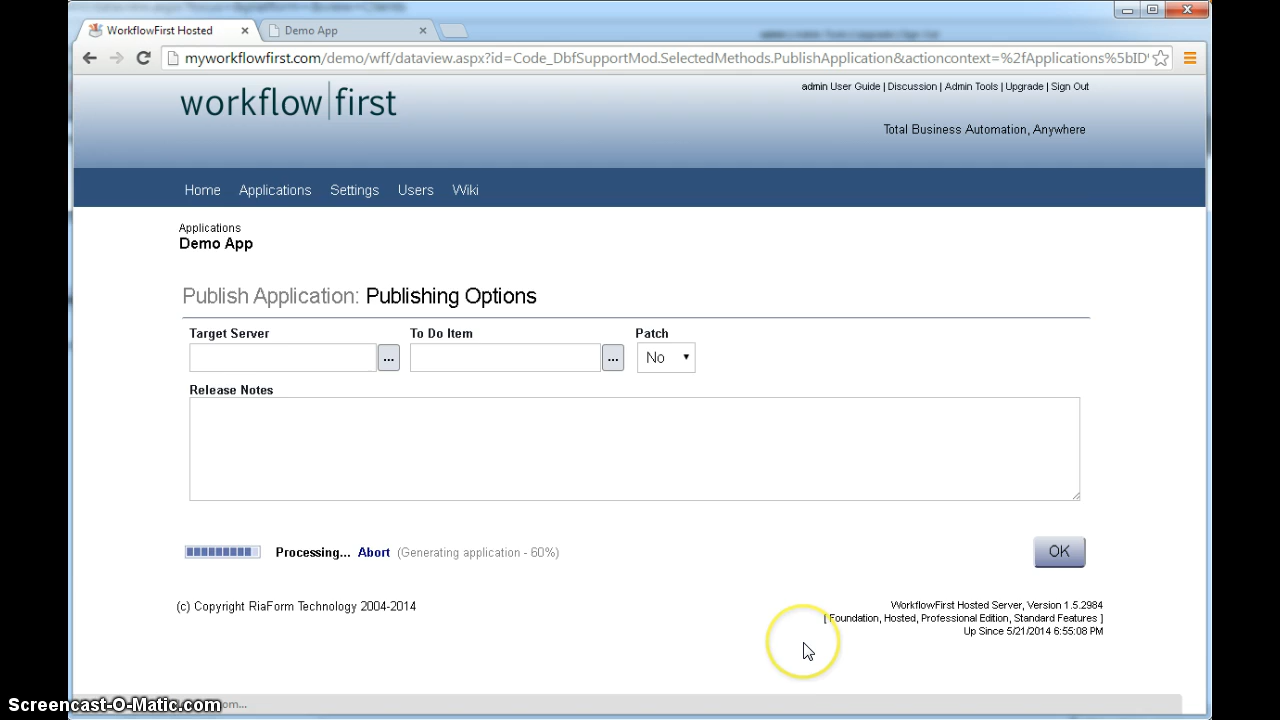 WorkflowFirst Hosted
Demo App
myworkflowfirst.com/demo/wff/dataview.aspx?id=Code_DbfSupportMod.SelectedMethods.PublishApplication&actioncontext=%2fApplications%5bID
workflow|first
admin User Guide | Discussion | Admin Tools | Upgrade | Sign Out
Total Business Automation, Anywhere
Home Applications Settings Users Wiki
Applications
Demo App
Publish Application: Publishing Options
Target Server To Do Item Patch
... ... No
Release Notes
Processing... Abort (Generating application - 60%)
OK
(c) Copyright RiaForm Technology 2004-2014
WorkflowFirst Hosted Server, Version 1.5.2984
[ Foundation, Hosted, Professional Edition, Standard Features ]
Up Since 5/21/2014 6:55:08 PM
Screencast-O-Matic.com